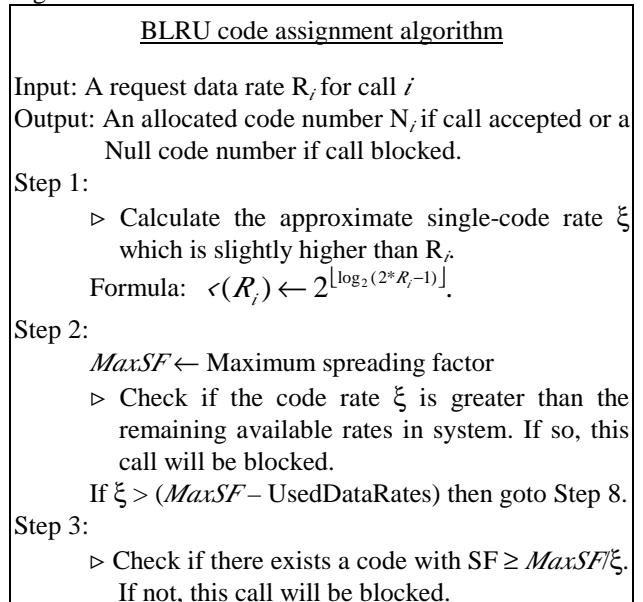 BLRU code assignment algorithm
Input: A request data rate R_i for call i
Output: An allocated code number N_i if call accepted or a
Null code number if call blocked.
Step 1:
▹ Calculate the approximate single-code rate ξ
which is slightly higher than R_i.
Formula: <(R_i) ← 2^{⌊log_2(2*R_i−1)⌋}.
Step 2:
MaxSF ← Maximum spreading factor
▹ Check if the code rate ξ is greater than the
remaining available rates in system. If so, this
call will be blocked.
If ξ > (MaxSF – UsedDataRates) then goto Step 8.
Step 3:
▹ Check if there exists a code with SF ≥ MaxSF/ξ.
If not, this call will be blocked.